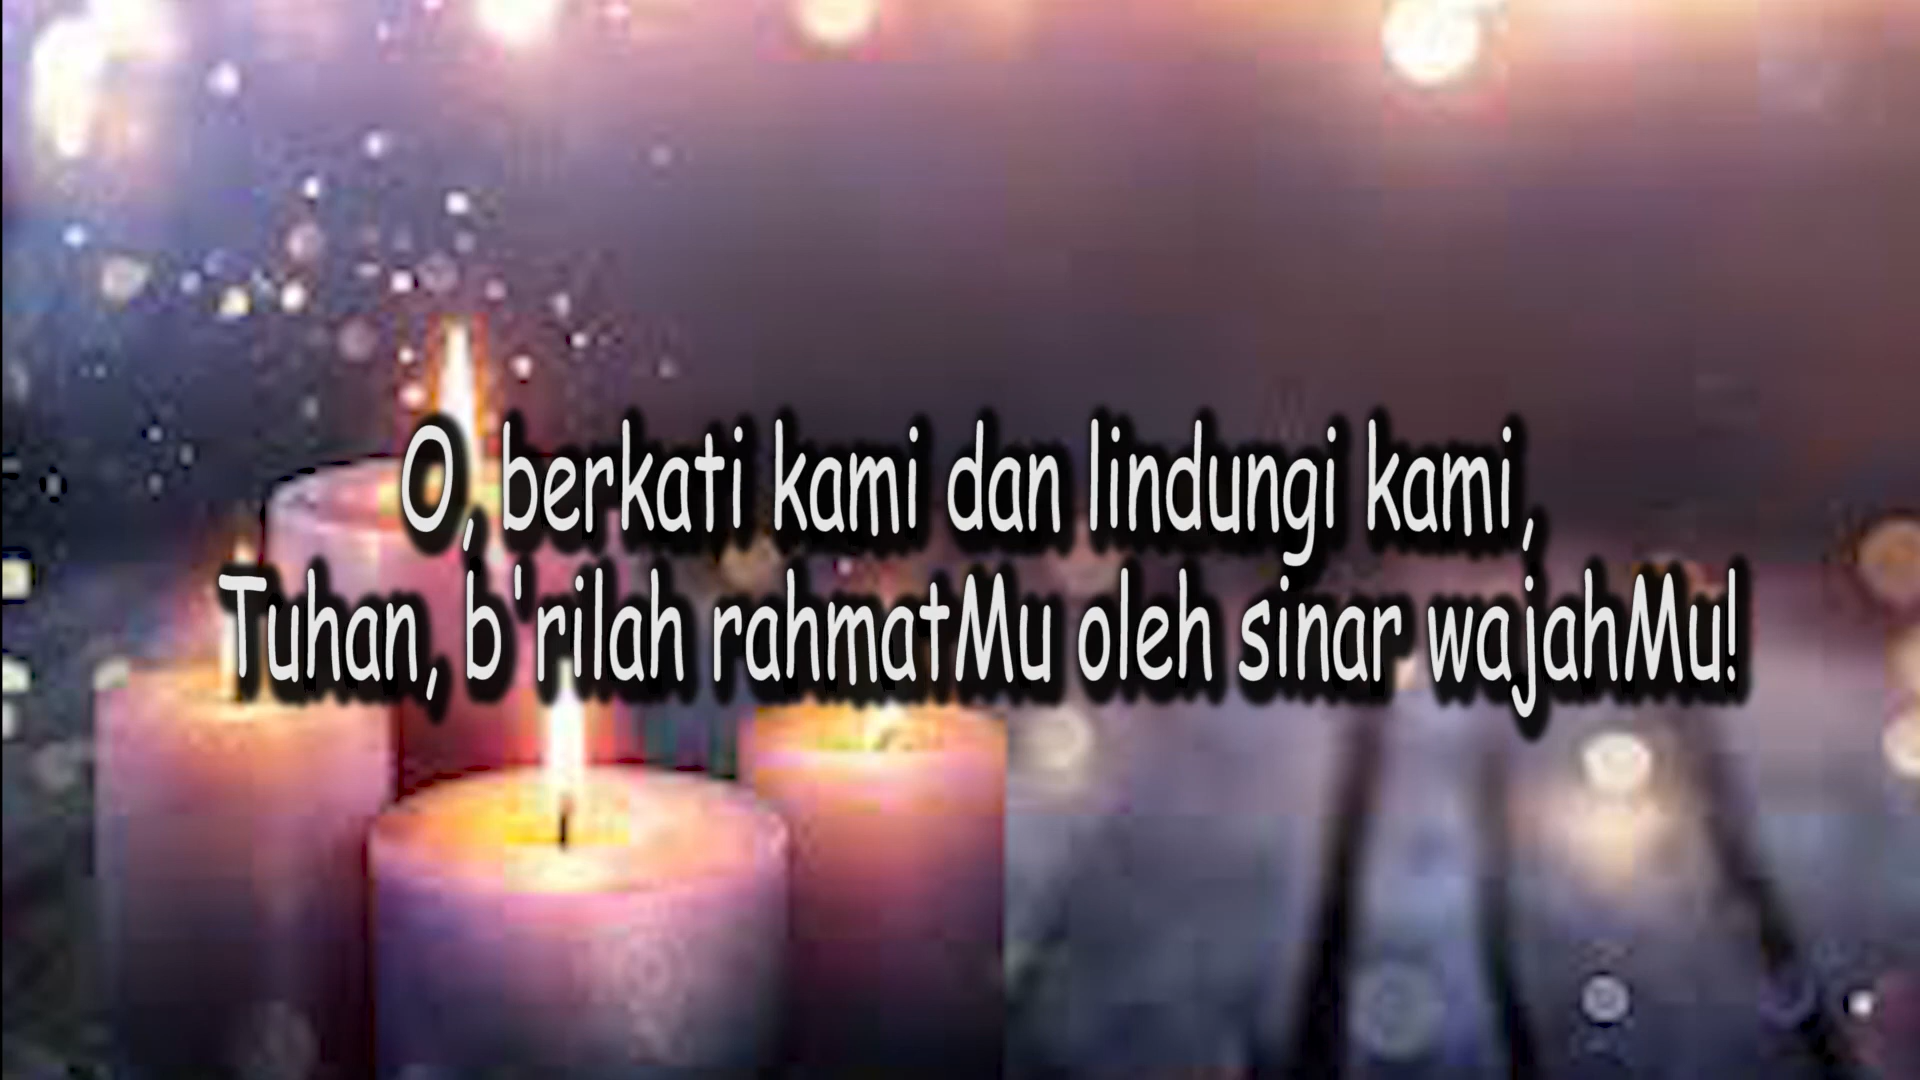 O, berkati kami dan lindungi kami,
Tuhan, b'rilah rahmatMu oleh sinar wajahMu!